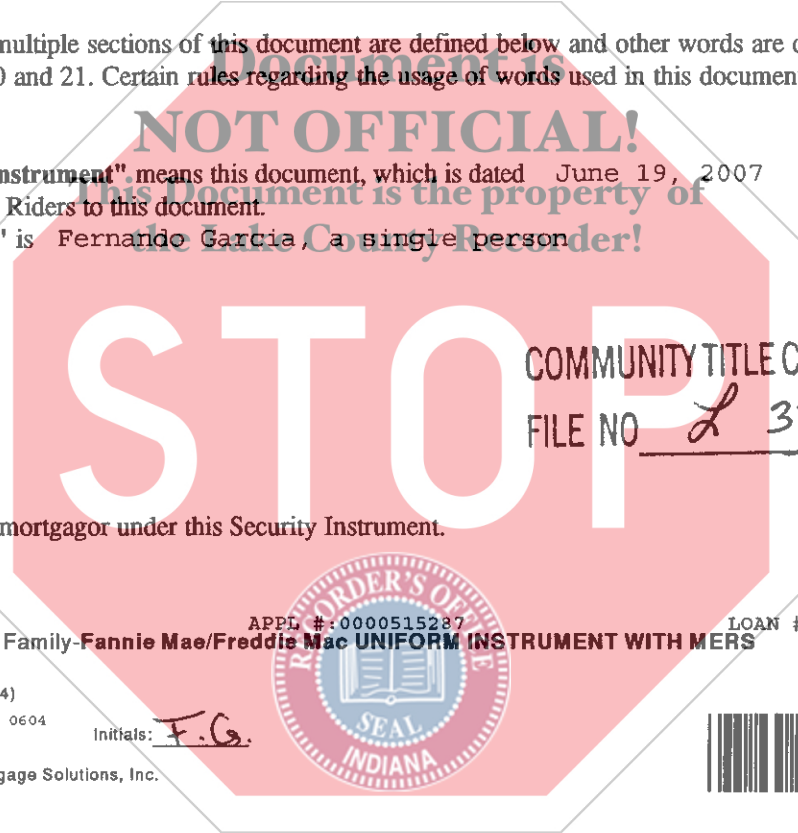 multiple sections of this document are defined below and other words are
Document is
0 and 21. Certain rules regarding the usage of words used in this documen
NOT OFFICIAL!
nstrument" means this document, which is dated June 19, 2007
This Document is the property of
Riders to this document.
" is Fernando Garcia, a single person
the Lake County Recorder!
STOP
COMMUNITY TITLE C
FILE NO L 3
mortgagor under this Security Instrument.
RECORDER'S OFFICE
SEAL
INDIANA
APPL #:0000515287 LOAN #
Family-Fannie Mae/Freddie Mac UNIFORM INSTRUMENT WITH MERS
4)
0604
Initials: F.G.
gage Solutions, Inc.